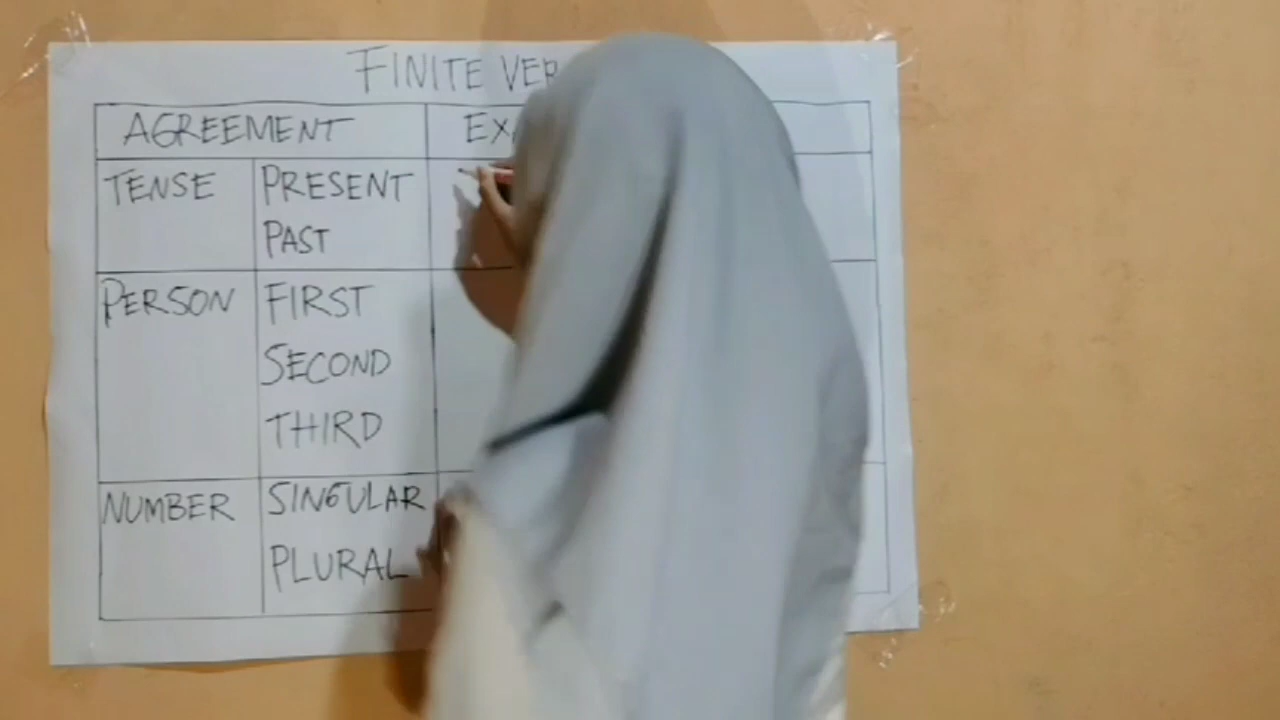 FINITE VER
AGREEMENT EX
TENSE PRESENT
PAST
PERSON FIRST
SECOND
THIRD
NUMBER SINGULAR
PLURAL